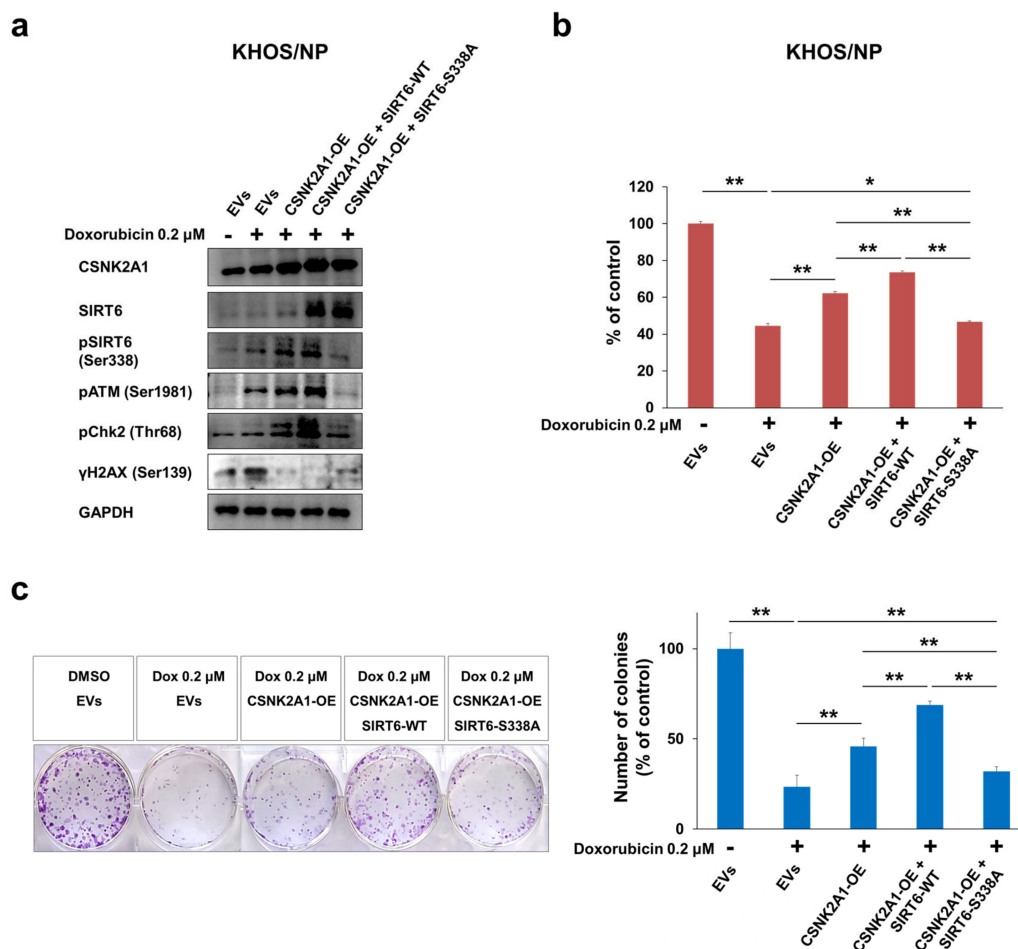 a
KHOS/NP
EVs
EVs
CSNK2A1-OE
CSNK2A1-OE + SIRT6-WT
CSNK2A1-OE + SIRT6-S338A
Doxorubicin 0.2 µM - + + + +
CSNK2A1
SIRT6
pSIRT6
(Ser338)
pATM (Ser1981)
pChk2 (Thr68)
γH2AX (Ser139)
GAPDH
b
KHOS/NP
% of control
120
100
80
60
40
20
0
** *
**
** **
**
Doxorubicin 0.2 µM - + + + +
EVs
EVs
CSNK2A1-OE
CSNK2A1-OE +
SIRT6-WT
CSNK2A1-OE +
SIRT6-S338A
c
DMSO
EVs
Dox 0.2 µM
EVs
Dox 0.2 µM
CSNK2A1-OE
Dox 0.2 µM
CSNK2A1-OE
SIRT6-WT
Dox 0.2 µM
CSNK2A1-OE
SIRT6-S338A
Number of colonies
(% of control)
100
50
0
** **
**
** **
**
Doxorubicin 0.2 µM - + + + +
EVs
EVs
CSNK2A1-OE
CSNK2A1-OE +
SIRT6-WT
CSNK2A1-OE +
SIRT6-S338A